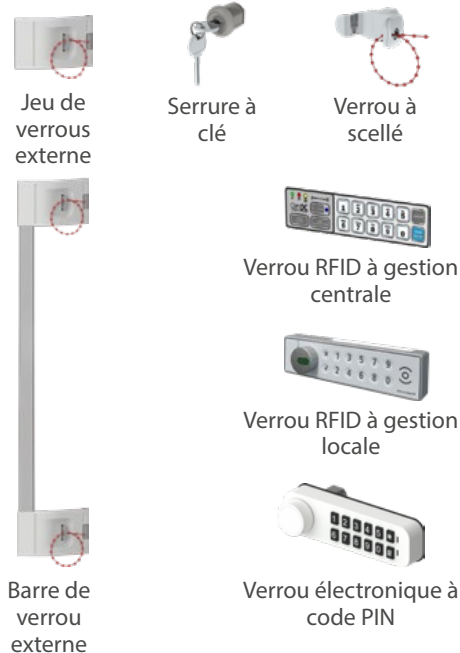 Jeu de
verrous
externe
Serrure à
clé
Verrou à
scellé
Verrou RFID à gestion
centrale
Verrou RFID à gestion
locale
Verrou électronique à
code PIN
Barre de
verrou
externe